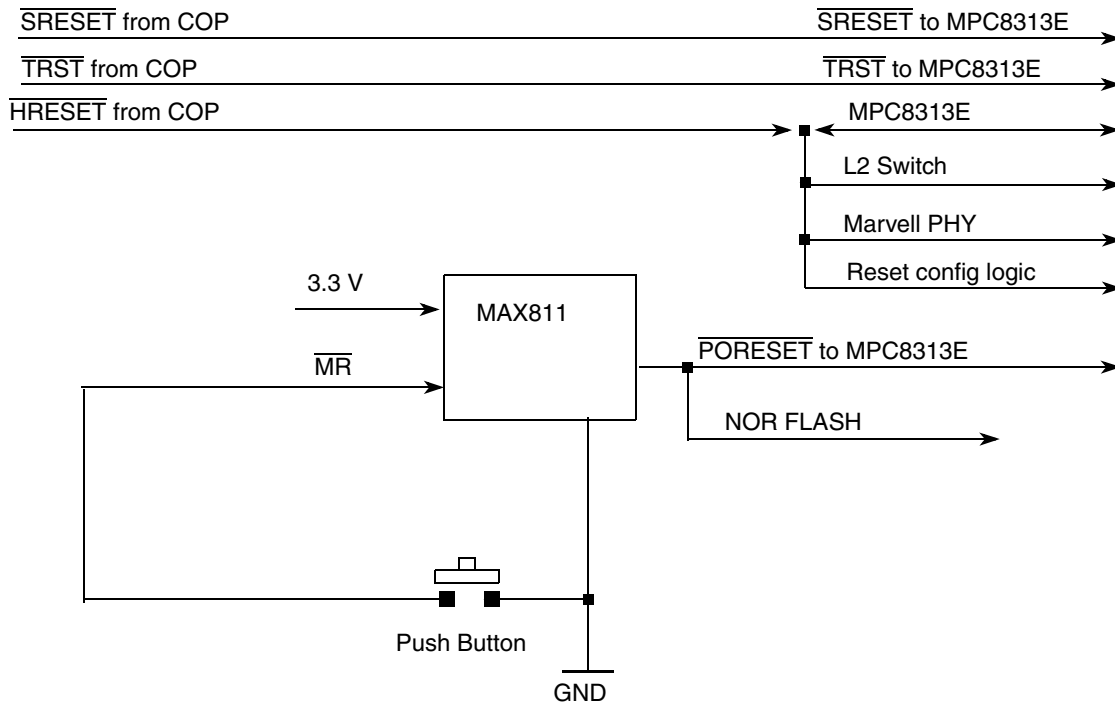 SRESET from COP
SRESET to MPC8313E
TRST from COP
TRST to MPC8313E
HRESET from COP
MPC8313E
L2 Switch
Marvell PHY
Reset config logic
3.3 V
MAX811
MR
PORESET to MPC8313E
NOR FLASH
Push Button
GND